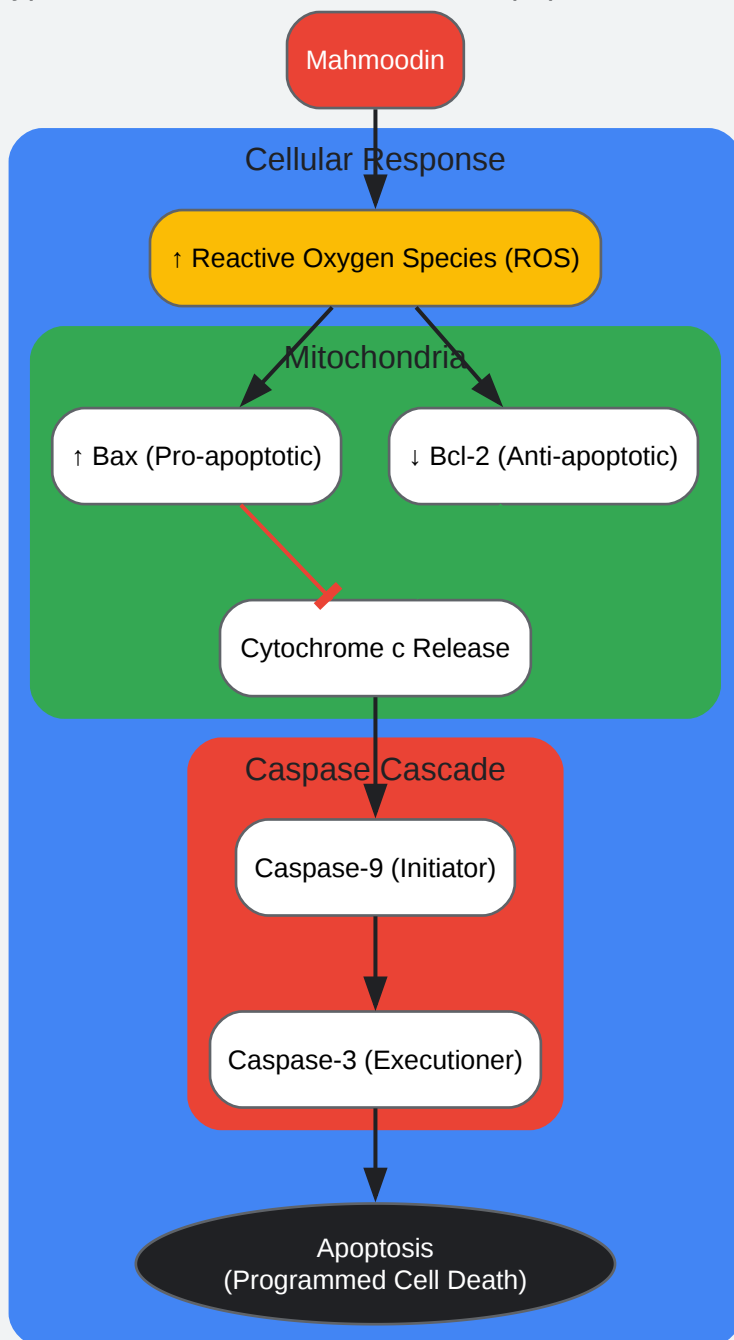 Mahmoodin
Cellular Response
↑ Reactive Oxygen Species (ROS)
Mitochondria
↑ Bax (Pro-apoptotic)
↓ Bcl-2 (Anti-apoptotic)
Cytochrome c Release
Caspase Cascade
Caspase-9 (Initiator)
Caspase-3 (Executioner)
Apoptosis
(Programmed Cell Death)